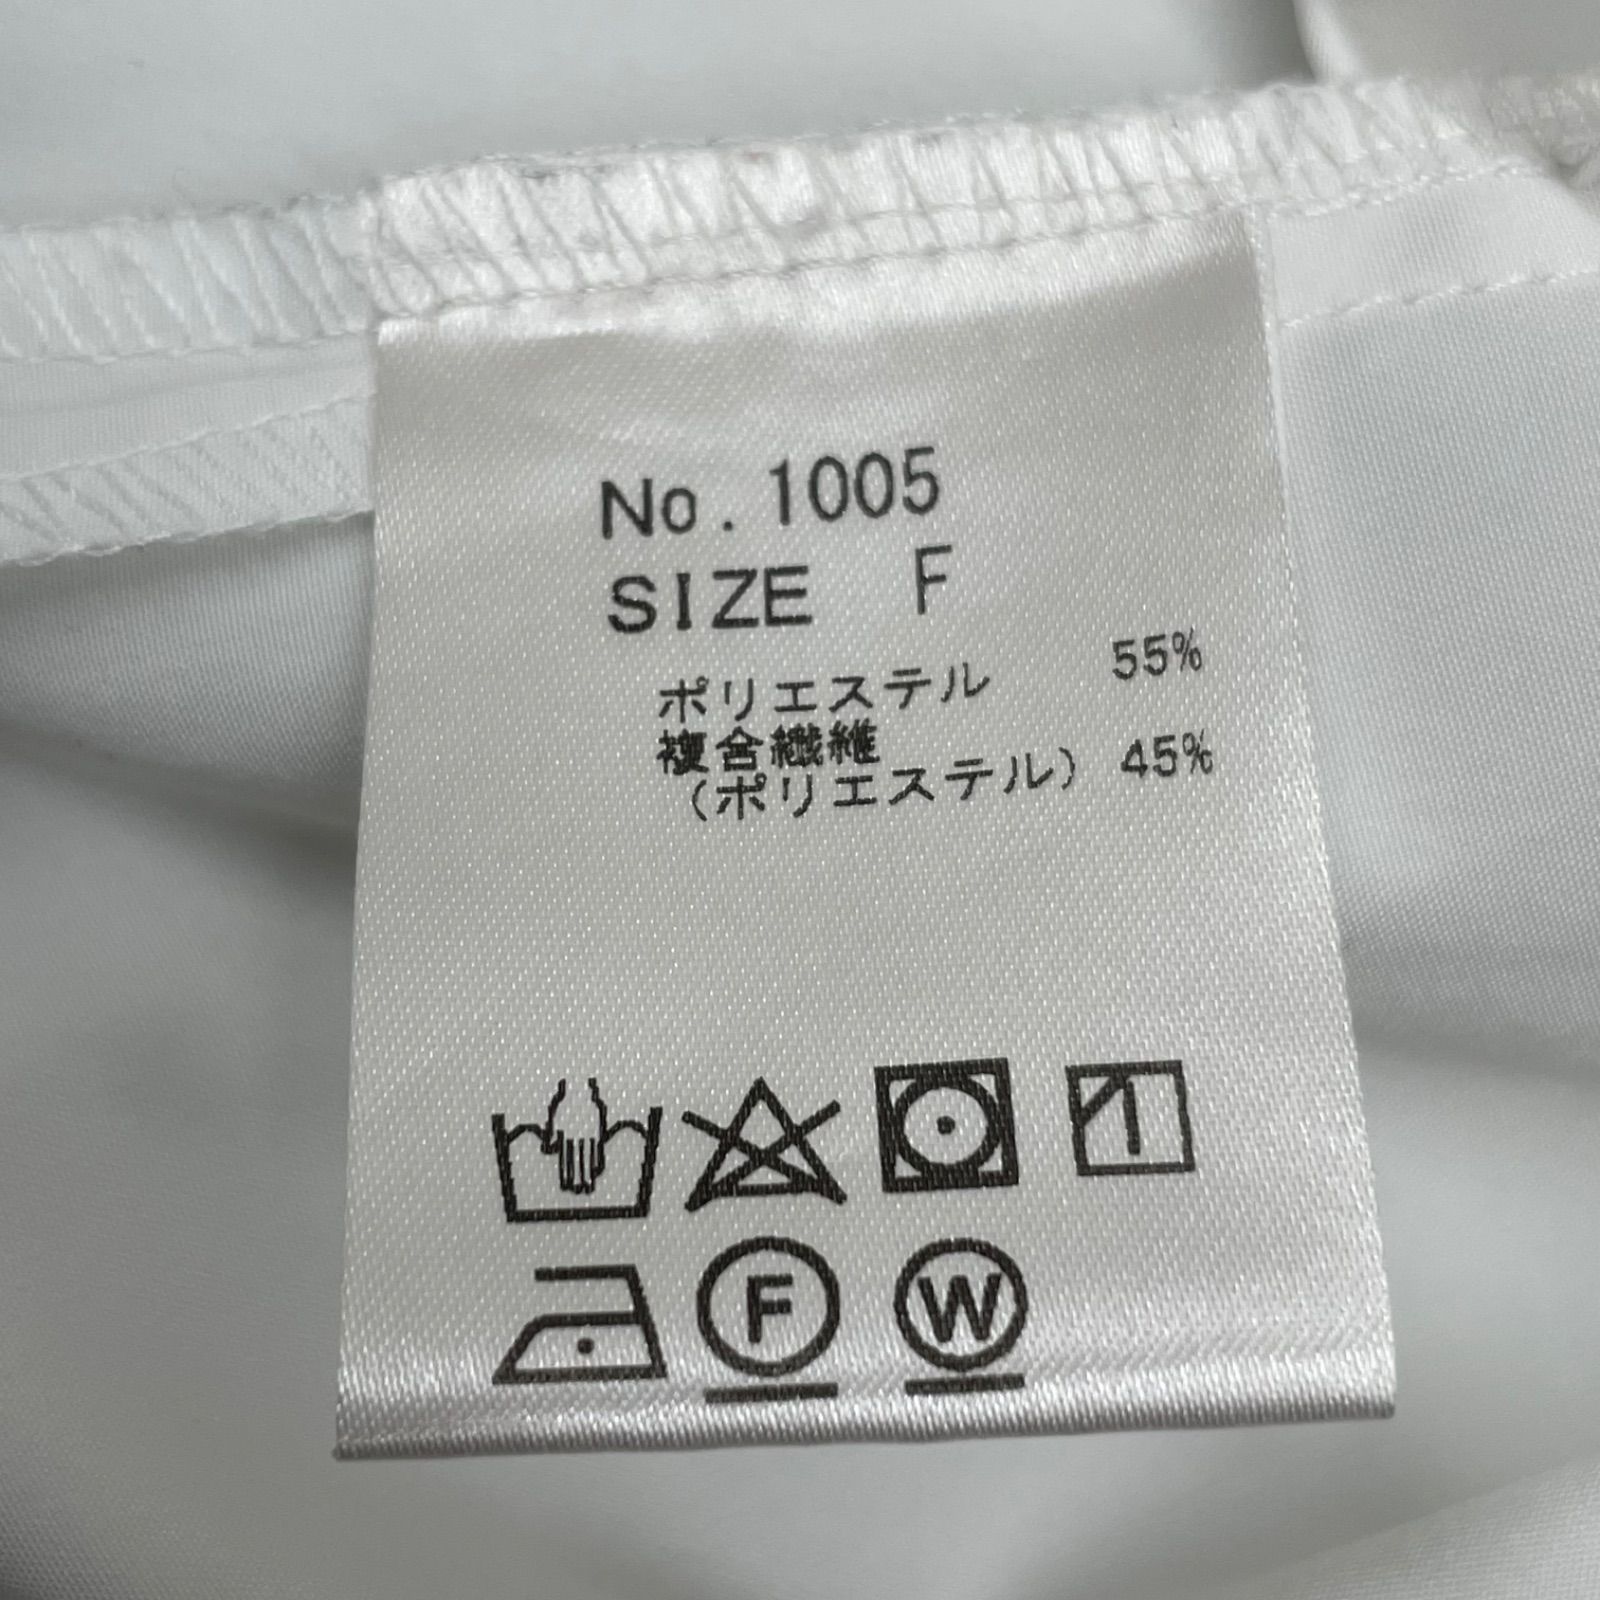 No.1005
SIZE F
ポリエステル 55%
複合繊維
(ポリエステル) 45%
F
W